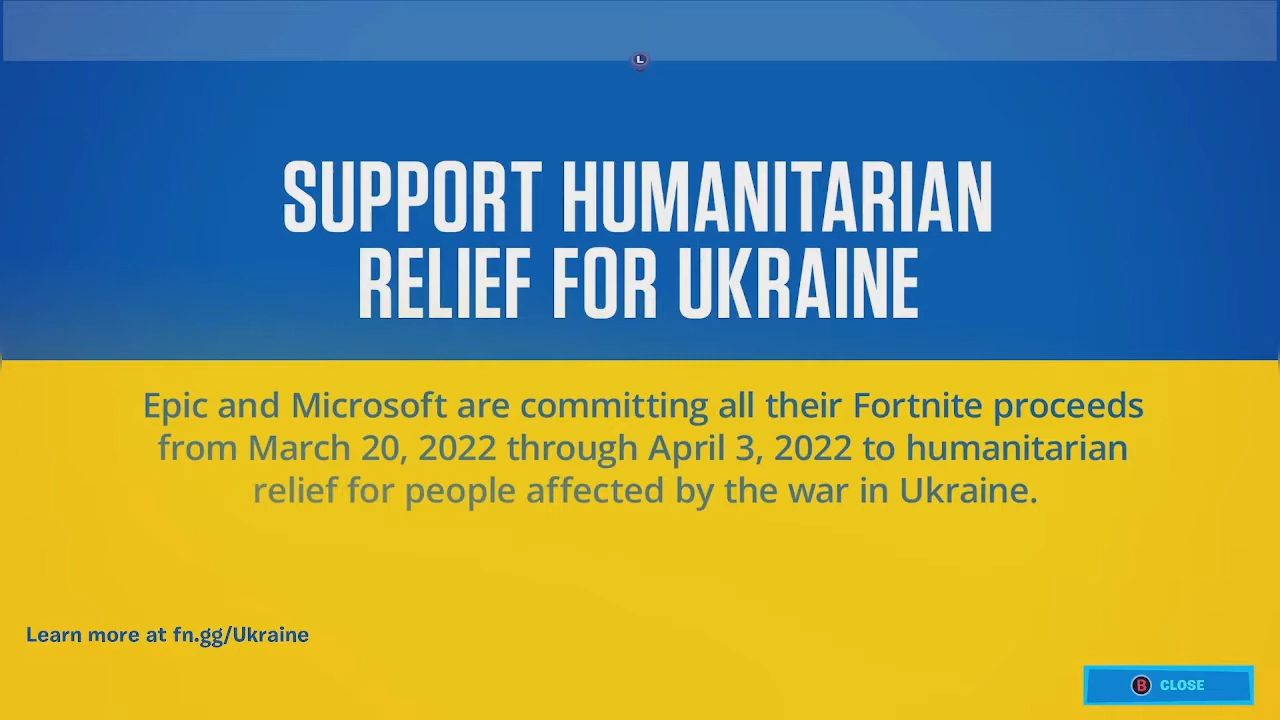 L
SUPPORT HUMANITARIAN
RELIEF FOR UKRAINE
Epic and Microsoft are committing all their Fortnite proceeds
from March 20, 2022 through April 3, 2022 to humanitarian
relief for people affected by the war in Ukraine.
Learn more at fn.gg/Ukraine
B CLOSE